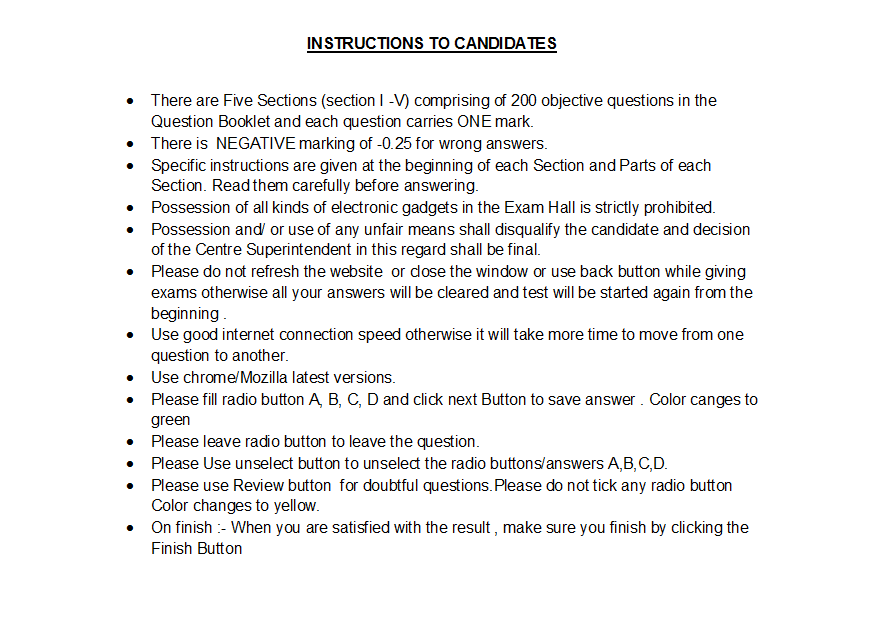 INSTRUCTIONS TO CANDIDATES
• There are Five Sections (section I -V) comprising of 200 objective questions in the
Question Booklet and each question carries ONE mark.
• There is NEGATIVE marking of -0.25 for wrong answers.
• Specific instructions are given at the beginning of each Section and Parts of each
Section. Read them carefully before answering.
• Possession of all kinds of electronic gadgets in the Exam Hall is strictly prohibited.
• Possession and/ or use of any unfair means shall disqualify the candidate and decision
of the Centre Superintendent in this regard shall be final.
• Please do not refresh the website or close the window or use back button while giving
exams otherwise all your answers will be cleared and test will be started again from the
beginning .
• Use good internet connection speed otherwise it will take more time to move from one
question to another.
• Use chrome/Mozilla latest versions.
• Please fill radio button A, B, C, D and click next Button to save answer . Color canges to
green
• Please leave radio button to leave the question.
• Please Use unselect button to unselect the radio buttons/answers A,B,C,D.
• Please use Review button for doubtful questions.Please do not tick any radio button
Color changes to yellow.
• On finish :- When you are satisfied with the result , make sure you finish by clicking the
Finish Button